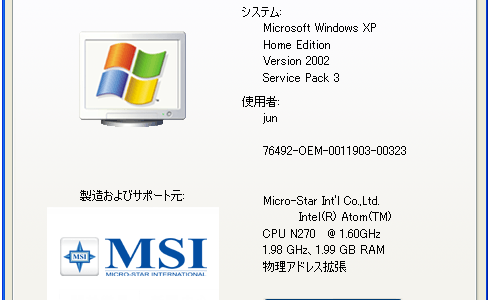 システム:
Microsoft Windows XP
Home Edition
Version 2002
Service Pack 3
使用者:
jun
76492-OEM-0011903-00323
製造およびサポート元:
Micro-Star Int'l Co.,Ltd.
Intel(R) Atom(TM)
CPU N270 @ 1.60GHz
1.98 GHz、1.99 GB RAM
物理アドレス拡張
MSI
MSI
MICRO-STAR INTERNATIONAL